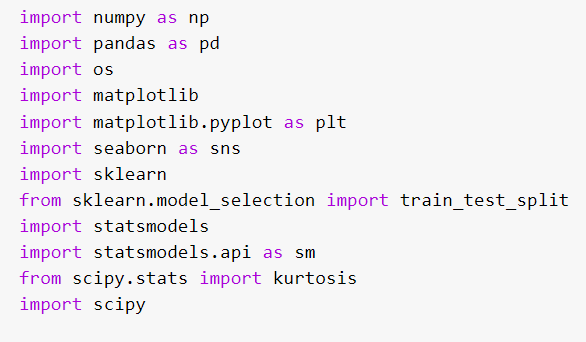 import numpy as np
import pandas as pd
import os
import matplotlib
import matplotlib.pyplot as plt
import seaborn as sns
import sklearn
from sklearn.model_selection import train_test_split
import statsmodels
import statsmodels.api as sm
from scipy.stats import kurtosis
import scipy